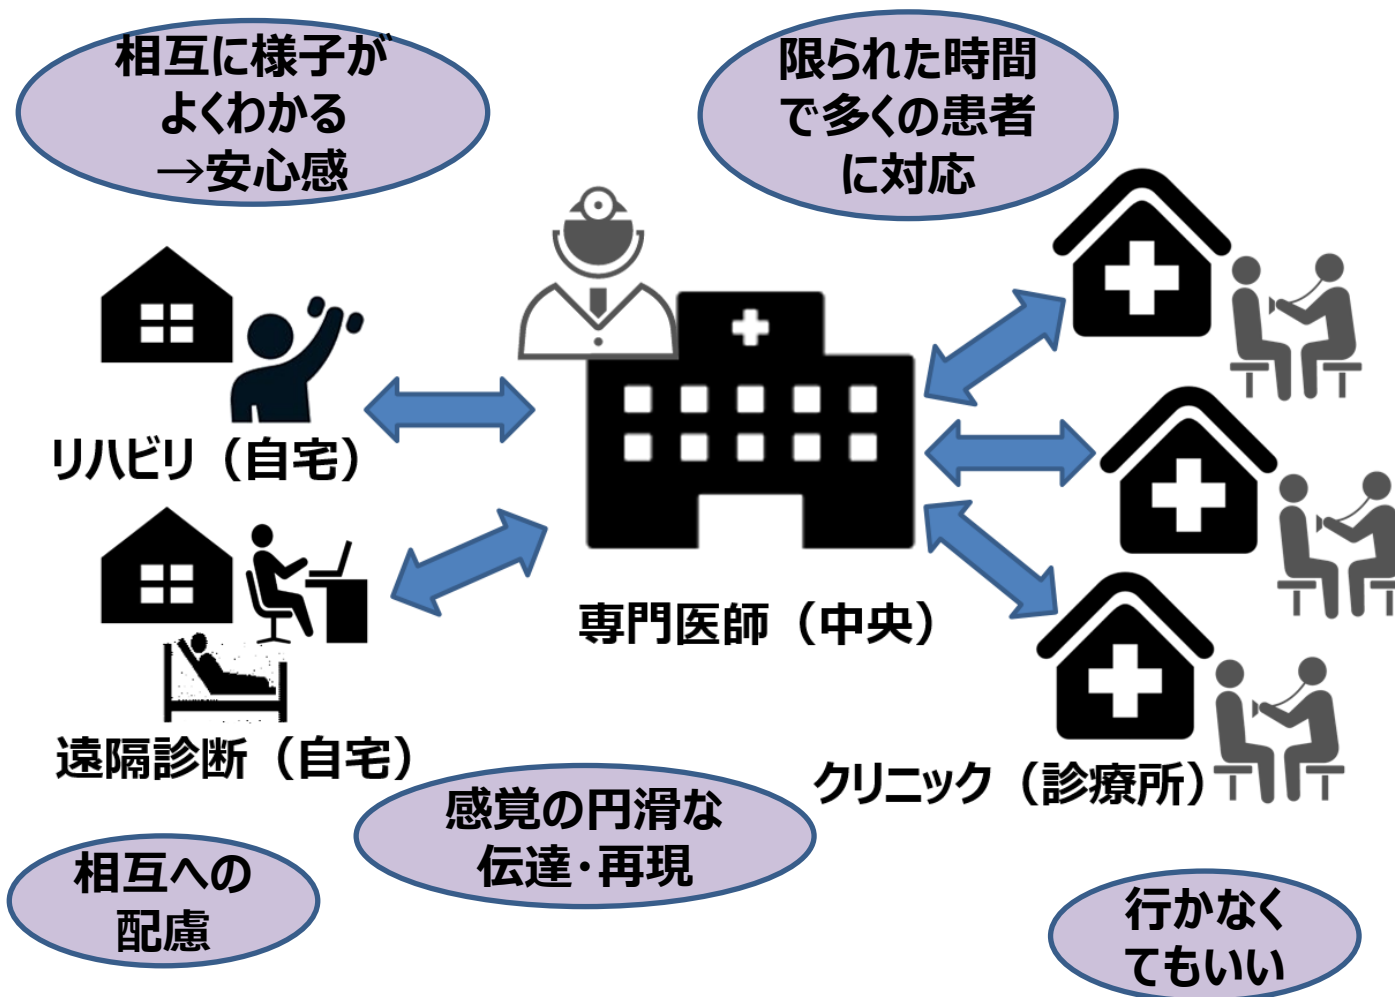 相互に様子が
よくわかる
→安心感
限られた時間
で多くの患者
に対応
リハビリ（自宅）
専門医師（中央）
遠隔診断（自宅）
クリニック（診療所）
感覚の円滑な
伝達・再現
相互への
配慮
行かなく
てもいい